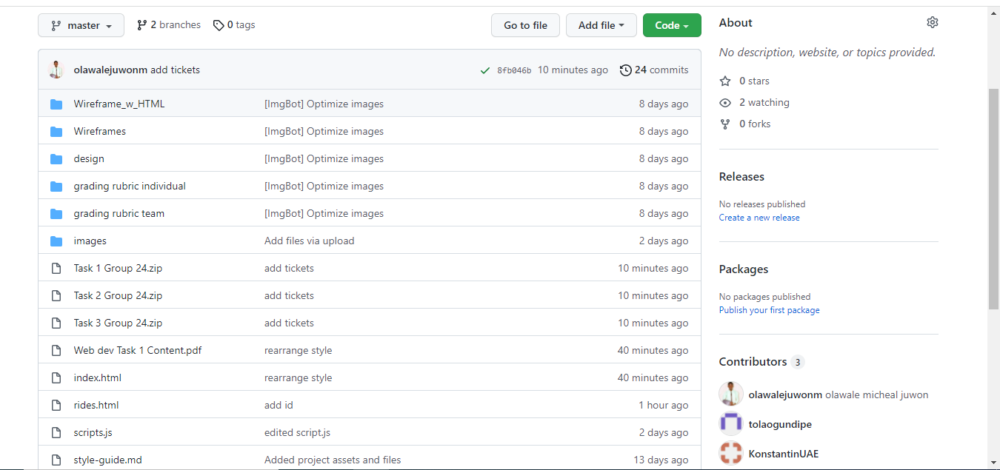 master 2 branches 0 tags Go to file Add file Code
olawalejuwonm add tickets 8fb046b 10 minutes ago 24 commits
Wireframe_w_HTML [ImgBot] Optimize images 8 days ago
Wireframes [ImgBot] Optimize images 8 days ago
design [ImgBot] Optimize images 8 days ago
grading rubric individual [ImgBot] Optimize images 8 days ago
grading rubric team [ImgBot] Optimize images 8 days ago
images Add files via upload 2 days ago
Task 1 Group 24.zip add tickets 10 minutes ago
Task 2 Group 24.zip add tickets 10 minutes ago
Task 3 Group 24.zip add tickets 10 minutes ago
Web dev Task 1 Content.pdf rearrange style 40 minutes ago
index.html rearrange style 40 minutes ago
rides.html add id 1 hour ago
scripts.js edited script.js 2 days ago
style-guide.md Added project assets and files 13 days ago
About
No description, website, or topics provided.
0 stars
2 watching
0 forks
Releases
No releases published
Create a new release
Packages
No packages published
Publish your first package
Contributors 3
olawalejuwonm olawale micheal juwon
tolaogundipe
KonstantinUAE